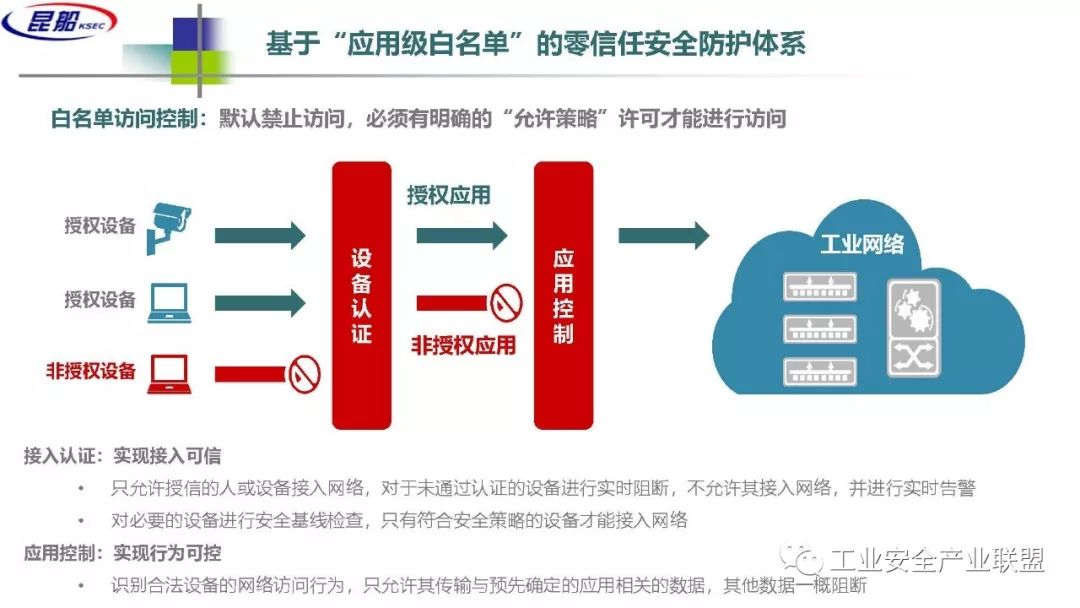 昆船 KSEC
基于“应用级白名单”的零信任安全防护体系
白名单访问控制：默认禁止访问，必须有明确的“允许策略”许可才能进行访问
授权设备
授权设备
非授权设备
设备认证
授权应用
非授权应用
应用控制
工业网络
接入认证：实现接入可信
• 只允许授信的人或设备接入网络，对于未通过认证的设备进行实时阻断，不允许其接入网络，并进行实时告警
• 对必要的设备进行安全基线检查，只有符合安全策略的设备才能接入网络
应用控制：实现行为可控
• 识别合法设备的网络访问行为，只允许其传输与预先确定的应用相关的数据，其他数据一概阻断
工业安全产业联盟